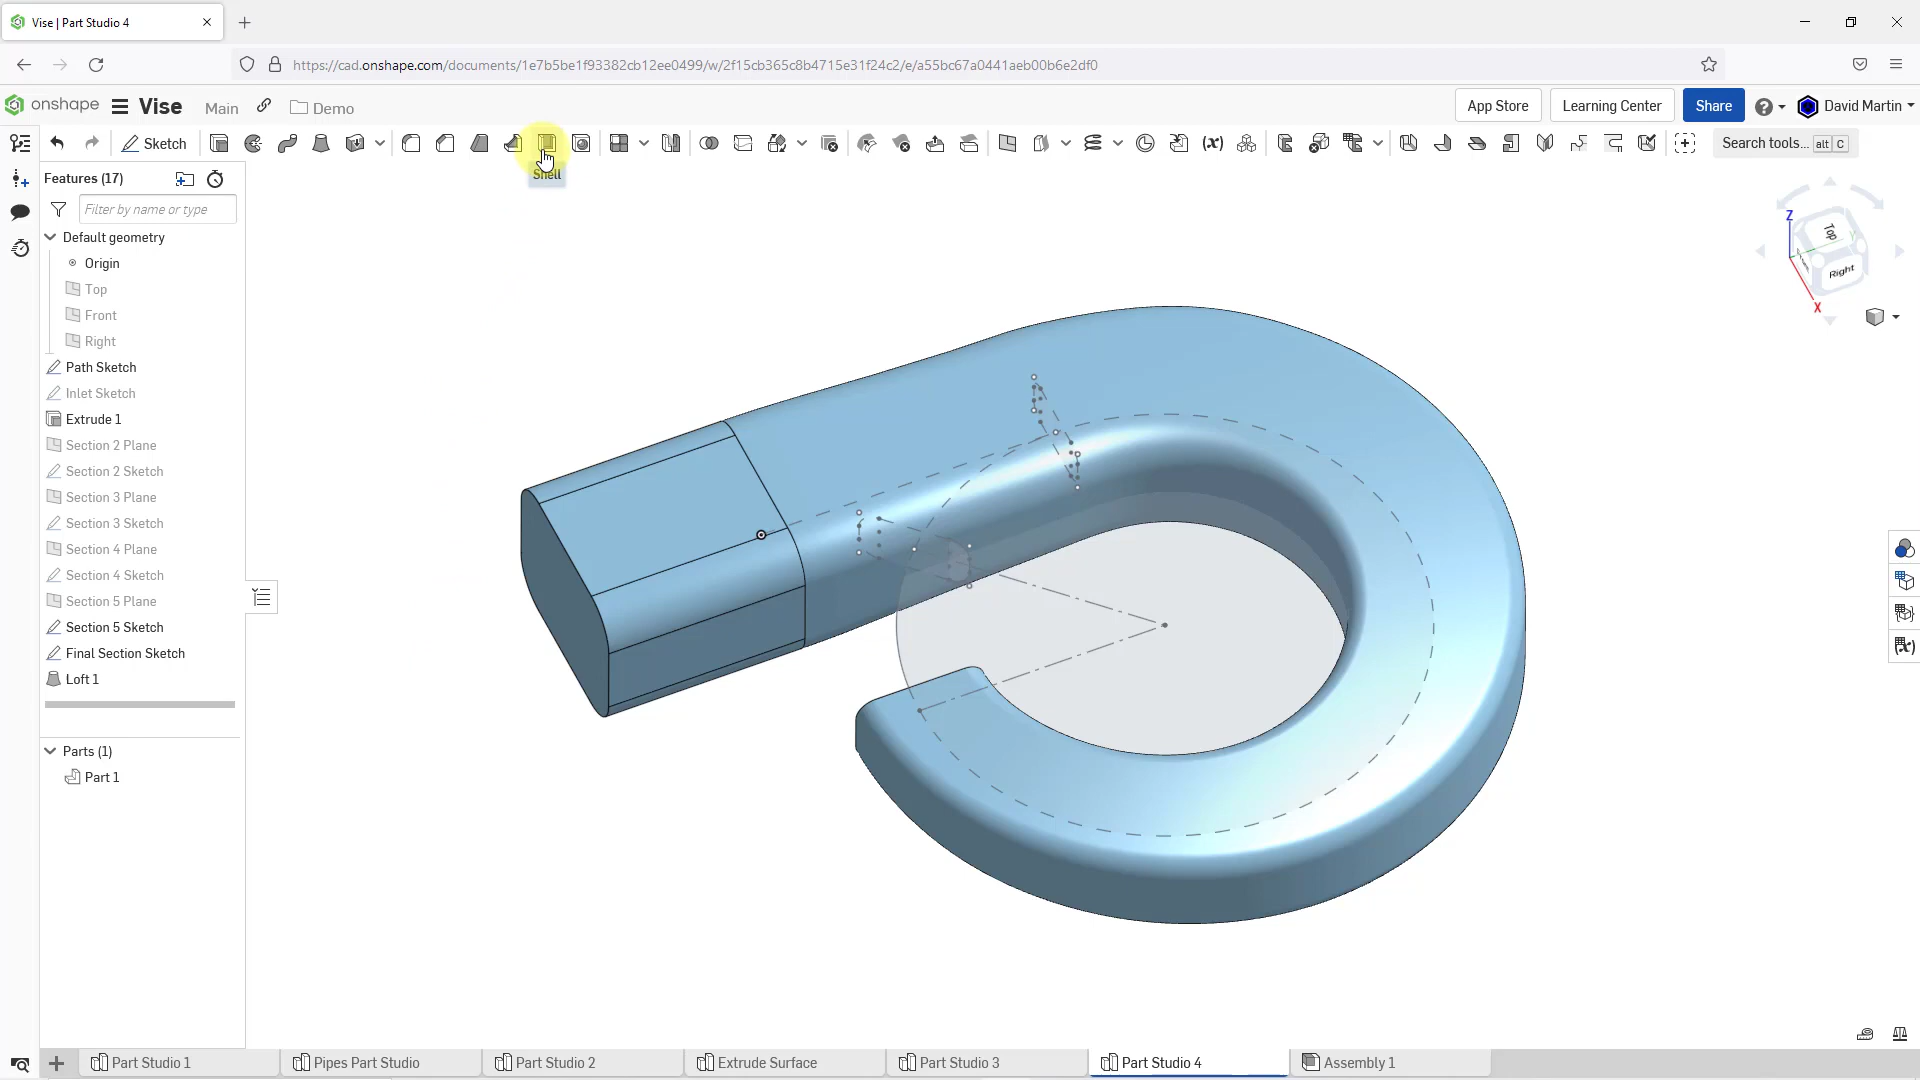 Vise | Part Studio 4
https://cad.onshape.com/documents/1e7b5be1f93382cb12ee0499/w/2f15cb365c8b4715e31f24c2/e/a55bc67a0441aeb00b6e2df0
onshape
Vise
Main
Demo
App Store
Learning Center
Share
David Martin
Sketch
Search tools... alt C
Shell
Features (17)
Filter by name or type
Default geometry
Origin
Top
Front
Right
Path Sketch
Inlet Sketch
Extrude 1
Section 2 Plane
Section 2 Sketch
Section 3 Plane
Section 3 Sketch
Section 4 Plane
Section 4 Sketch
Section 5 Plane
Section 5 Sketch
Final Section Sketch
Loft 1
Parts (1)
Part 1
Z
Top
Right
X
Part Studio 1
Pipes Part Studio
Part Studio 2
Extrude Surface
Part Studio 3
Part Studio 4
Assembly 1